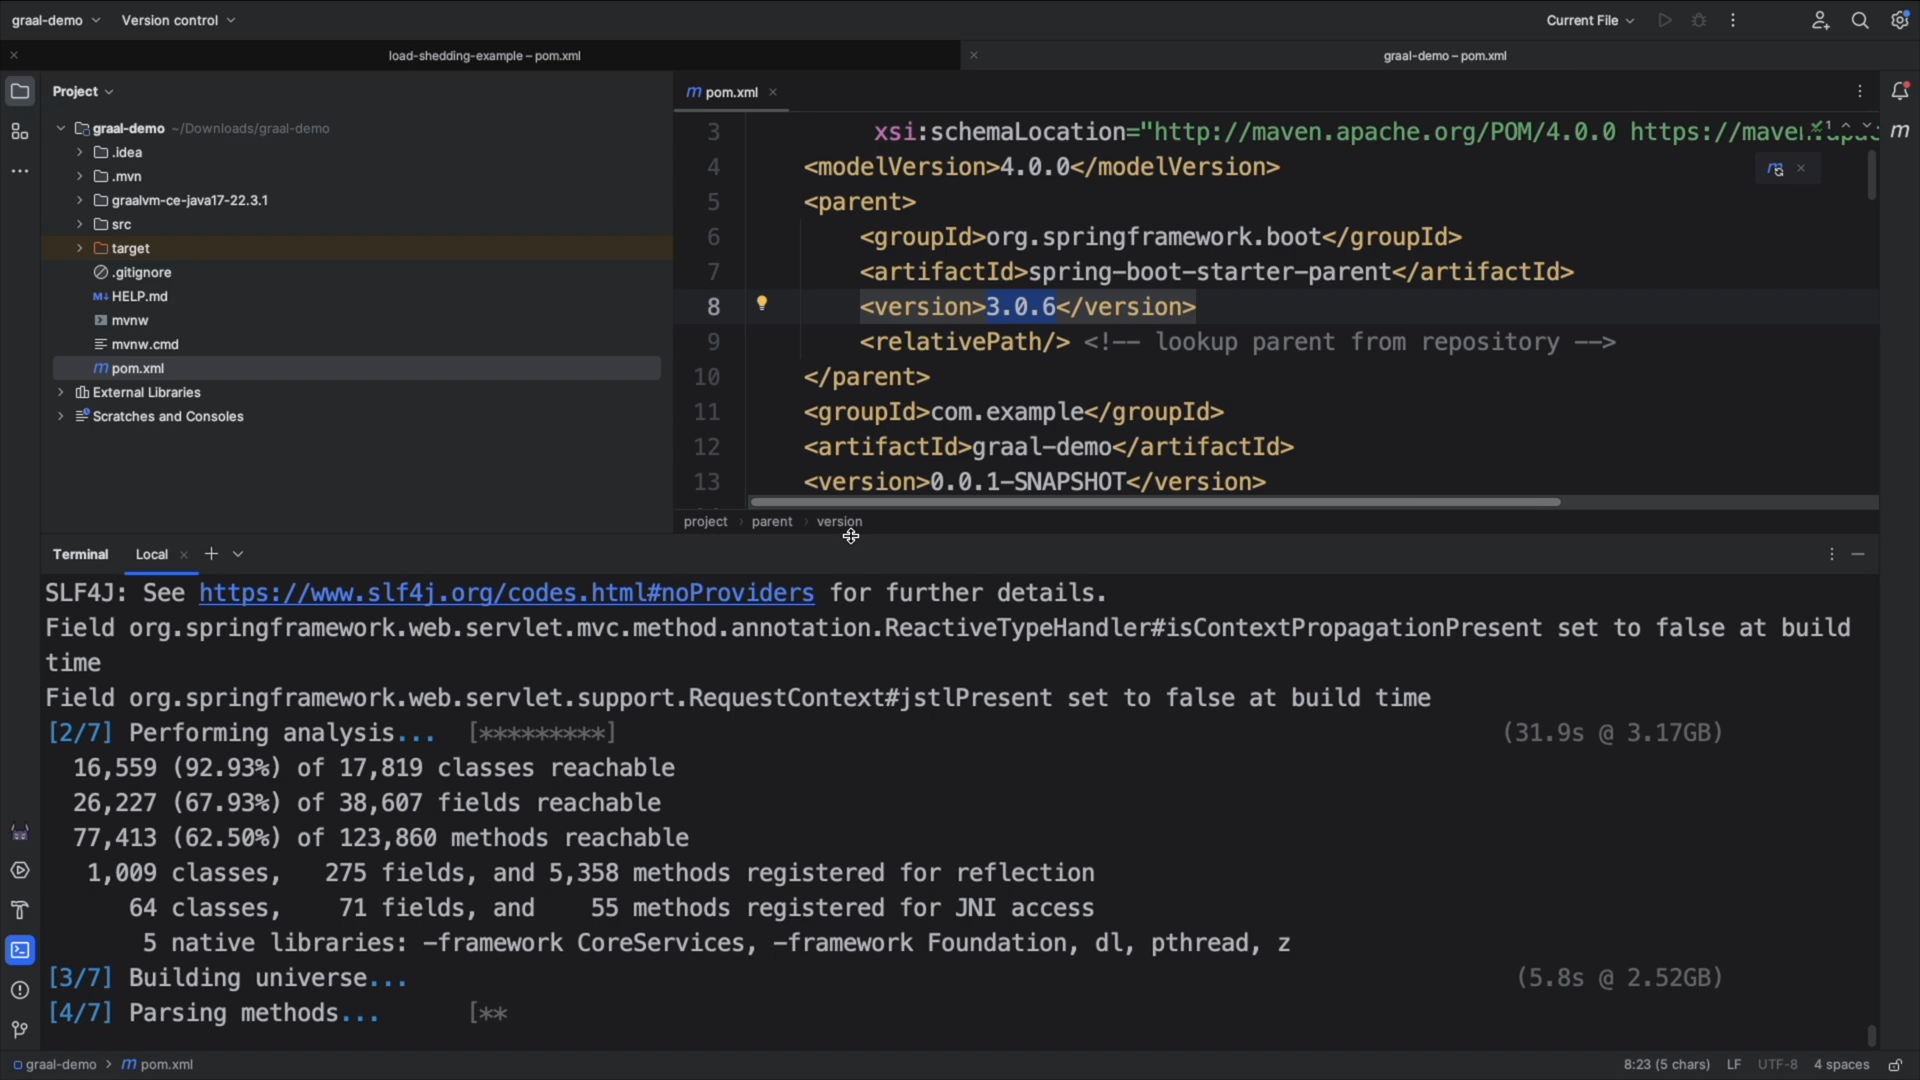 graal-demo
Version control
Current File
load-shedding-example – pom.xml
graal-demo – pom.xml
Project
graal-demo ~/Downloads/graal-demo
.idea
.mvn
graalvm-ce-java17-22.3.1
src
target
.gitignore
M↓ HELP.md
mvnw
mvnw.cmd
m pom.xml
External Libraries
Scratches and Consoles
m pom.xml
3 xsi:schemaLocation="http://maven.apache.org/POM/4.0.0 https://maven.apac
1
4 <modelVersion>4.0.0</modelVersion>
5 <parent>
6 <groupId>org.springframework.boot</groupId>
7 <artifactId>spring-boot-starter-parent</artifactId>
8 <version>3.0.6</version>
9 <relativePath/> <!-- lookup parent from repository -->
10 </parent>
11 <groupId>com.example</groupId>
12 <artifactId>graal-demo</artifactId>
13 <version>0.0.1-SNAPSHOT</version>
project › parent › version
Terminal Local
SLF4J: See https://www.slf4j.org/codes.html#noProviders for further details.
Field org.springframework.web.servlet.mvc.method.annotation.ReactiveTypeHandler#isContextPropagationPresent set to false at build
time
Field org.springframework.web.servlet.support.RequestContext#jstlPresent set to false at build time
[2/7] Performing analysis... [*********] (31.9s @ 3.17GB)
16,559 (92.93%) of 17,819 classes reachable
26,227 (67.93%) of 38,607 fields reachable
77,413 (62.50%) of 123,860 methods reachable
1,009 classes, 275 fields, and 5,358 methods registered for reflection
64 classes, 71 fields, and 55 methods registered for JNI access
5 native libraries: -framework CoreServices, -framework Foundation, dl, pthread, z
[3/7] Building universe... (5.8s @ 2.52GB)
[4/7] Parsing methods... [**
graal-demo › m pom.xml
8:23 (5 chars) LF UTF-8 4 spaces